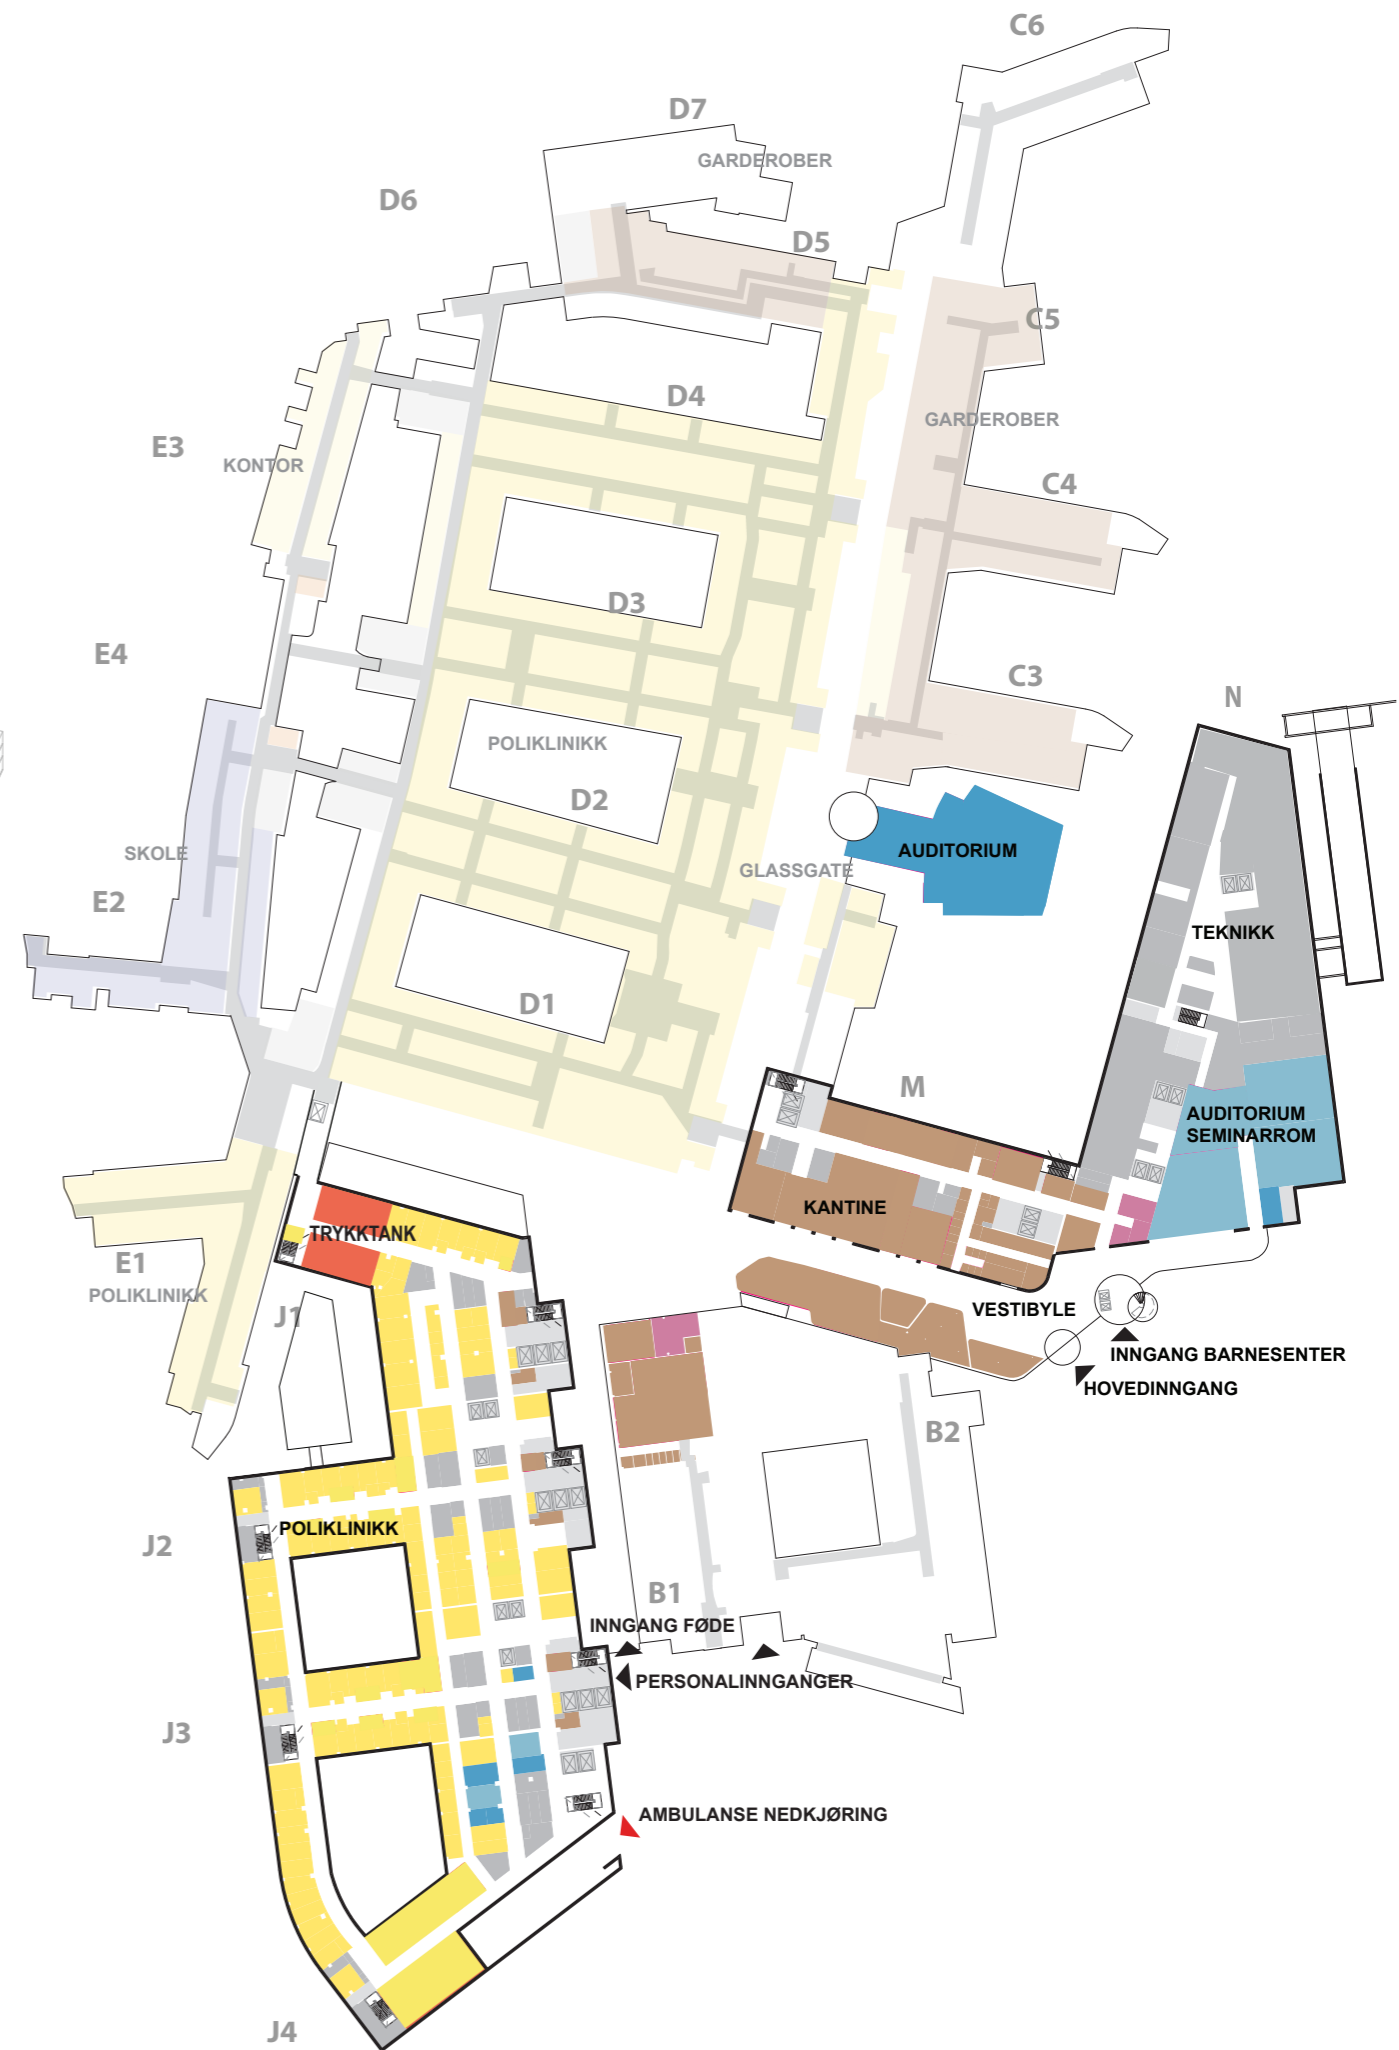 C6
D7
GARDEROBER
D6
D5
C5
D4
GARDEROBER
E3
KONTOR
C4
D3
E4
C3
N
POLIKLINIKK
D2
SKOLE
AUDITORIUM
GLASSGATE
E2
TEKNIKK
D1
M
AUDITORIUM
SEMINARROM
KANTINE
TRYKKTANK
E1
POLIKLINIKK
J1
VESTIBYLE
INNGANG BARNESENTER
HOVEDINNGANG
B2
POLIKLINIKK
J2
B1
INNGANG FØDE
PERSONALINNGANGER
J3
AMBULANSE NEDKJØRING
J4